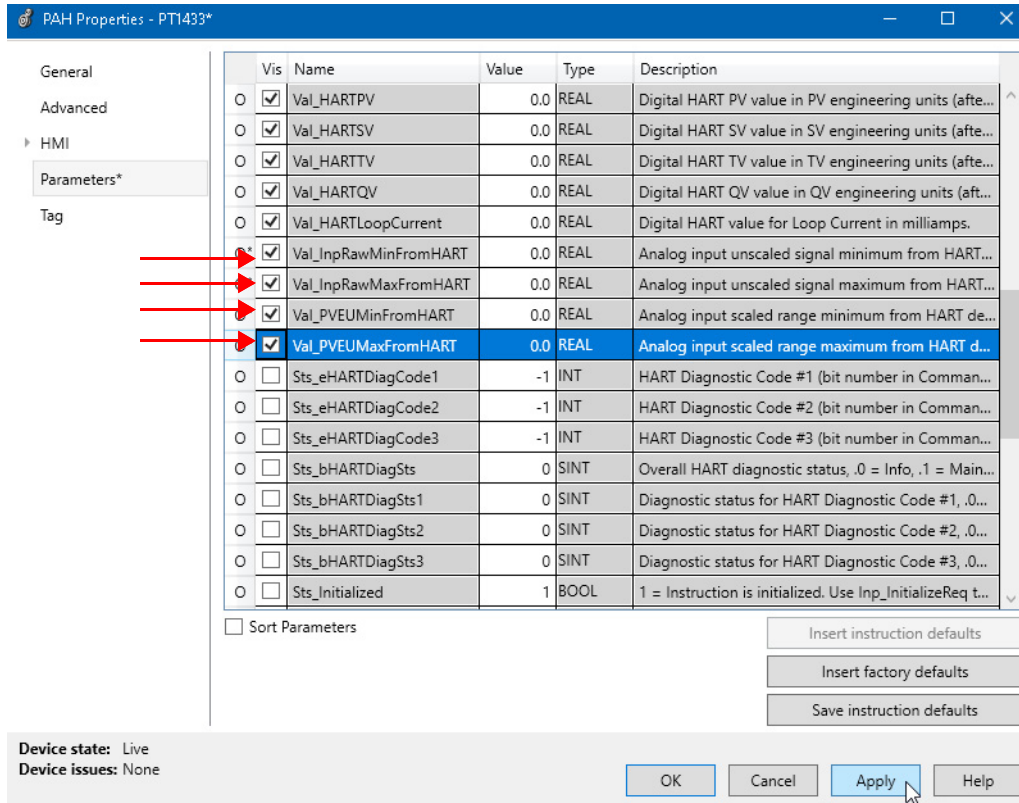 PAH Properties - PT1433*
General
Advanced
HMI
Parameters*
Tag
Vis Name Value Type Description
O Val_HARTPV 0.0 REAL Digital HART PV value in PV engineering units (afte...
O Val_HARTSV 0.0 REAL Digital HART SV value in SV engineering units (afte...
O Val_HARTTV 0.0 REAL Digital HART TV value in TV engineering units (afte...
O Val_HARTQV 0.0 REAL Digital HART QV value in QV engineering units (aft...
O Val_HARTLoopCurrent 0.0 REAL Digital HART value for Loop Current in milliamps.
O* Val_InpRawMinFromHART 0.0 REAL Analog input unscaled signal minimum from HART...
Val_InpRawMaxFromHART 0.0 REAL Analog input unscaled signal maximum from HART...
Val_PVEUMinFromHART 0.0 REAL Analog input scaled range minimum from HART de...
Val_PVEUMaxFromHART 0.0 REAL Analog input scaled range maximum from HART d...
O Sts_eHARTDiagCode1 -1 INT HART Diagnostic Code #1 (bit number in Comman...
O Sts_eHARTDiagCode2 -1 INT HART Diagnostic Code #2 (bit number in Comman...
O Sts_eHARTDiagCode3 -1 INT HART Diagnostic Code #3 (bit number in Comman...
O Sts_bHARTDiagSts 0 SINT Overall HART diagnostic status, .0 = Info, .1 = Main...
O Sts_bHARTDiagSts1 0 SINT Diagnostic status for HART Diagnostic Code #1, .0...
O Sts_bHARTDiagSts2 0 SINT Diagnostic status for HART Diagnostic Code #2, .0...
O Sts_bHARTDiagSts3 0 SINT Diagnostic status for HART Diagnostic Code #3, .0...
O Sts_Initialized 1 BOOL 1 = Instruction is initialized. Use Inp_InitializeReq t...
Sort Parameters
Insert instruction defaults
Insert factory defaults
Save instruction defaults
Device state: Live
Device issues: None
OK Cancel Apply Help